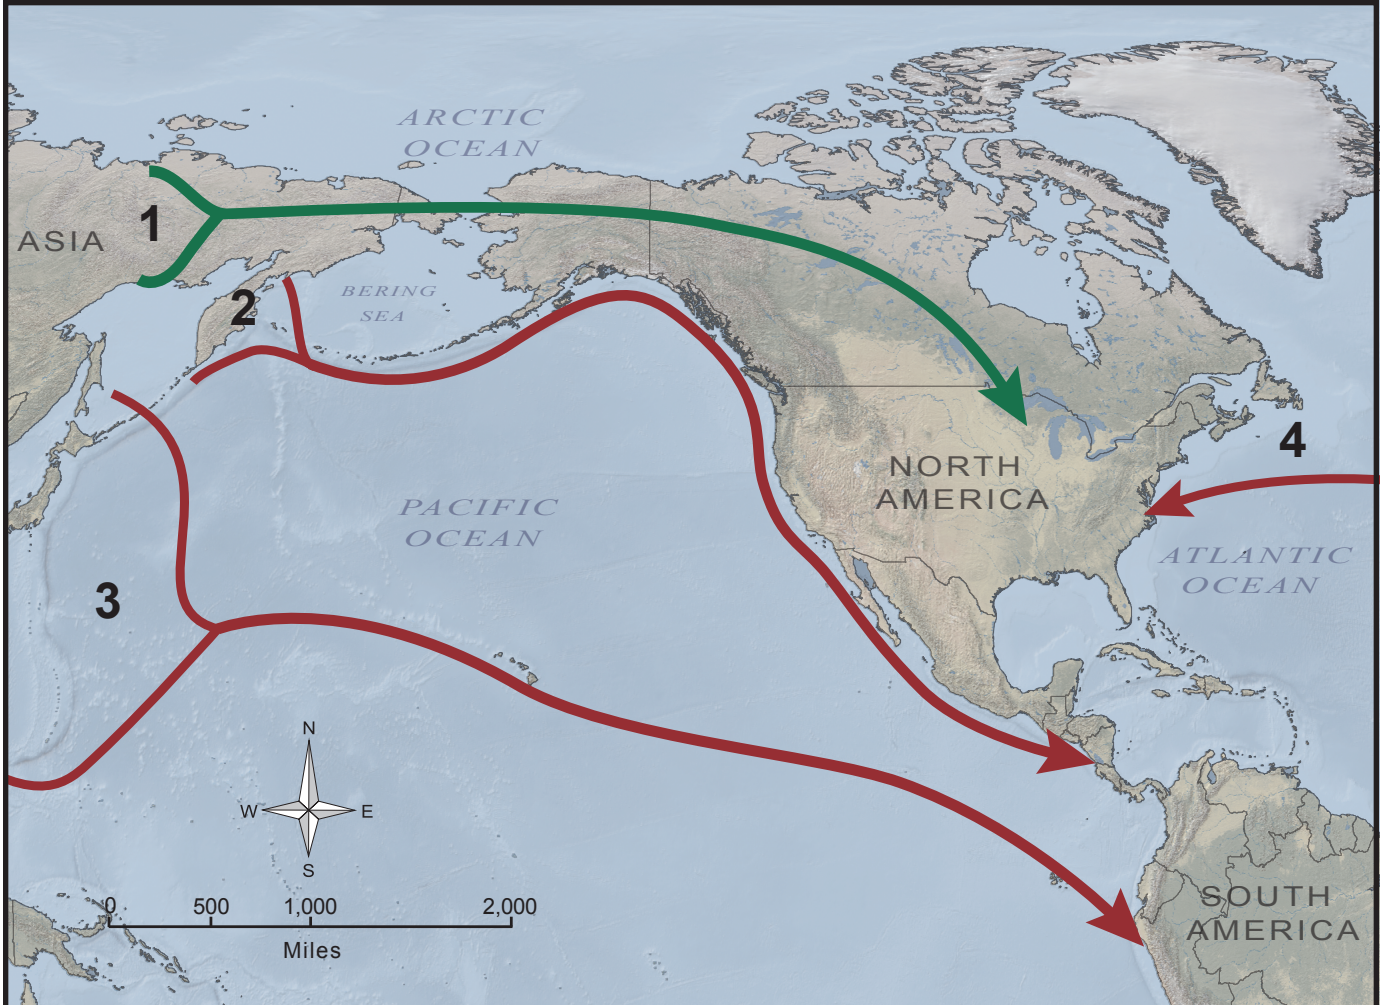 ARCTIC
OCEAN
1
ASIA
2
BERING
SEA
4
NORTH
AMERICA
PACIFIC
OCEAN
ATLANTIC
OCEAN
3
N
W
E
S
0 500 1,000 2,000
Miles
SOUTH
AMERICA